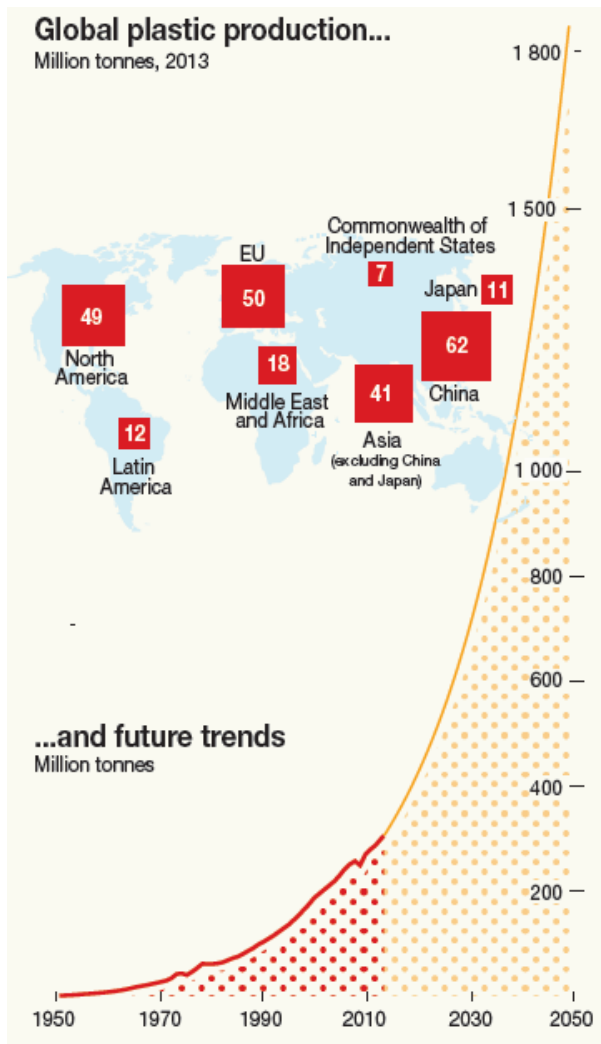 Global plastic production...
Million tonnes, 2013
1 800
1 500
Commonwealth of
Independent States
7
EU
50
Japan
11
49
North
America
62
China
18
Middle East
and Africa
41
Asia
(excluding China
and Japan)
12
Latin
America
1 000
800
600
...and future trends
Million tonnes
400
200
1950
1970
1990
2010
2030
2050